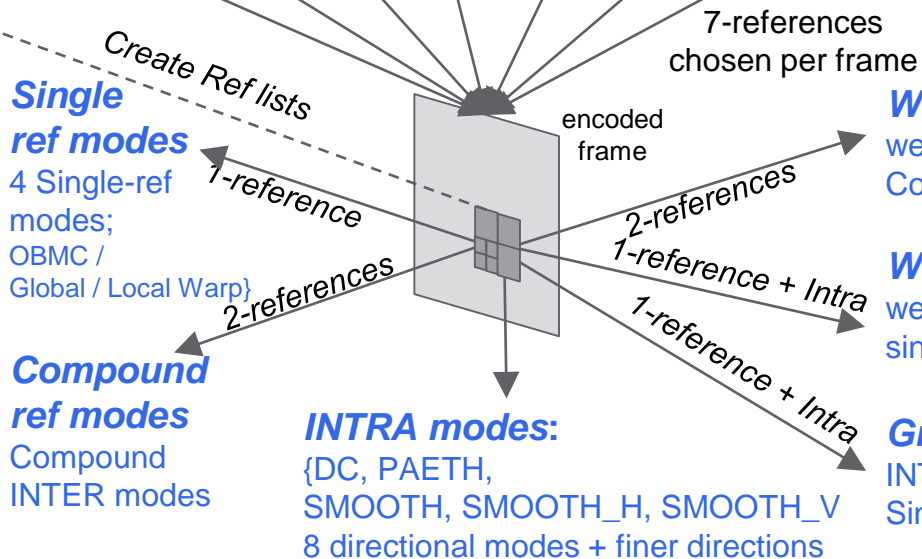 7-references
chosen per frame
Create Ref lists
Single
ref modes
4 Single-ref
modes;
OBMC /
Global / Local Warp}
1-reference
encoded
frame
2-references
1-reference + Intra
1-reference + Intra
2-references
Compound
ref modes
Compound
INTER modes
INTRA modes:
{DC, PAETH,
SMOOTH, SMOOTH_H, SMOOTH_V
8 directional modes + finer directions